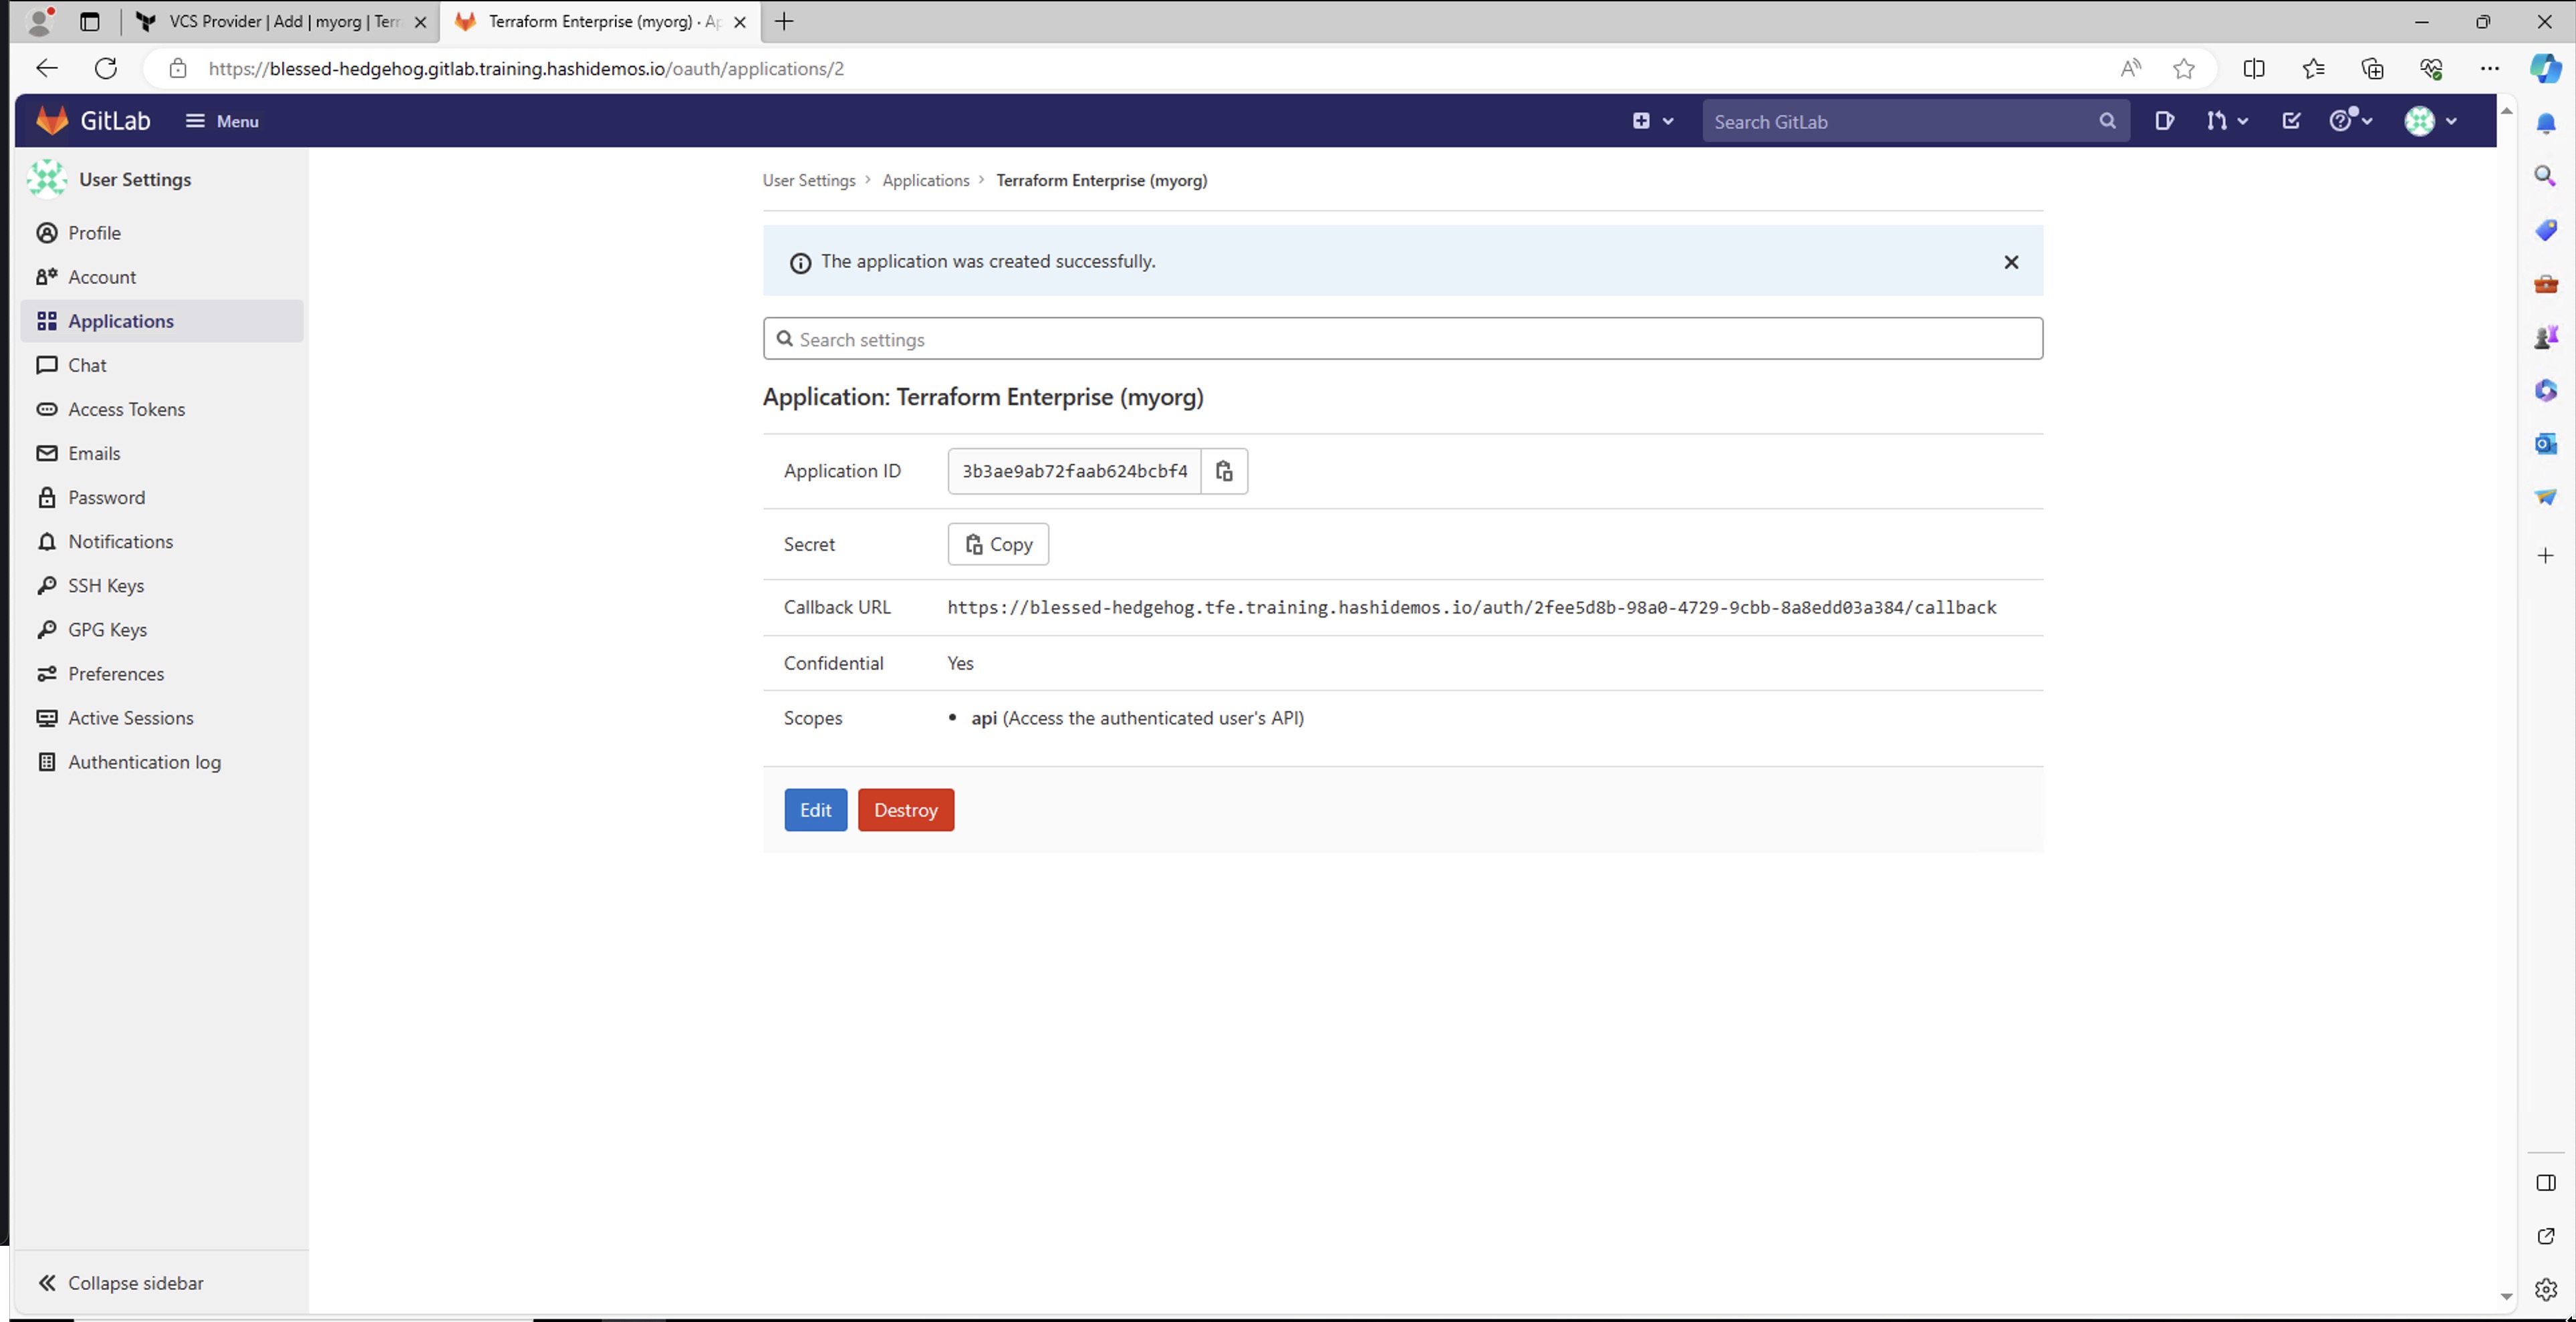 VCS Provider | Add | myorg | Terr
Terraform Enterprise (myorg) · Ap
https://blessed-hedgehog.gitlab.training.hashidemos.io/oauth/applications/2
GitLab
Menu
Search GitLab
User Settings
Profile
Account
Applications
Chat
Access Tokens
Emails
Password
Notifications
SSH Keys
GPG Keys
Preferences
Active Sessions
Authentication log
Collapse sidebar
User Settings > Applications > Terraform Enterprise (myorg)
The application was created successfully.
Search settings
Application: Terraform Enterprise (myorg)
Application ID 3b3ae9ab72faab624bcbf4
Secret Copy
Callback URL https://blessed-hedgehog.tfe.training.hashidemos.io/auth/2fee5d8b-98a0-4729-9cbb-8a8edd03a384/callback
Confidential Yes
Scopes • api (Access the authenticated user's API)
Edit Destroy